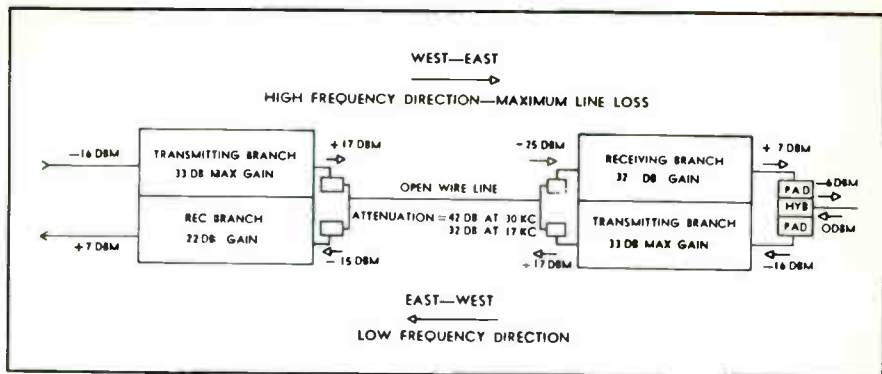 WEST—EAST
HIGH FREQUENCY DIRECTION—MAXIMUM LINE LOSS
-16 DBM
TRANSMITTING BRANCH
33 DB MAX GAIN
+17 DBM
REC BRANCH
22 DB GAIN
+7 DBM
-15 DBM
OPEN WIRE LINE
ATTENUATION = 42 DB AT 30 KC
32 DB AT 17 KC
-25 DBM
RECEIVING BRANCH
32 DB GAIN
+7 DBM
TRANSMITTING BRANCH
33 DB MAX GAIN
+17 DBM
-16 DBM
PAD
HYB
PAD
-6 DBM
0 DBM
EAST—WEST
LOW FREQUENCY DIRECTION